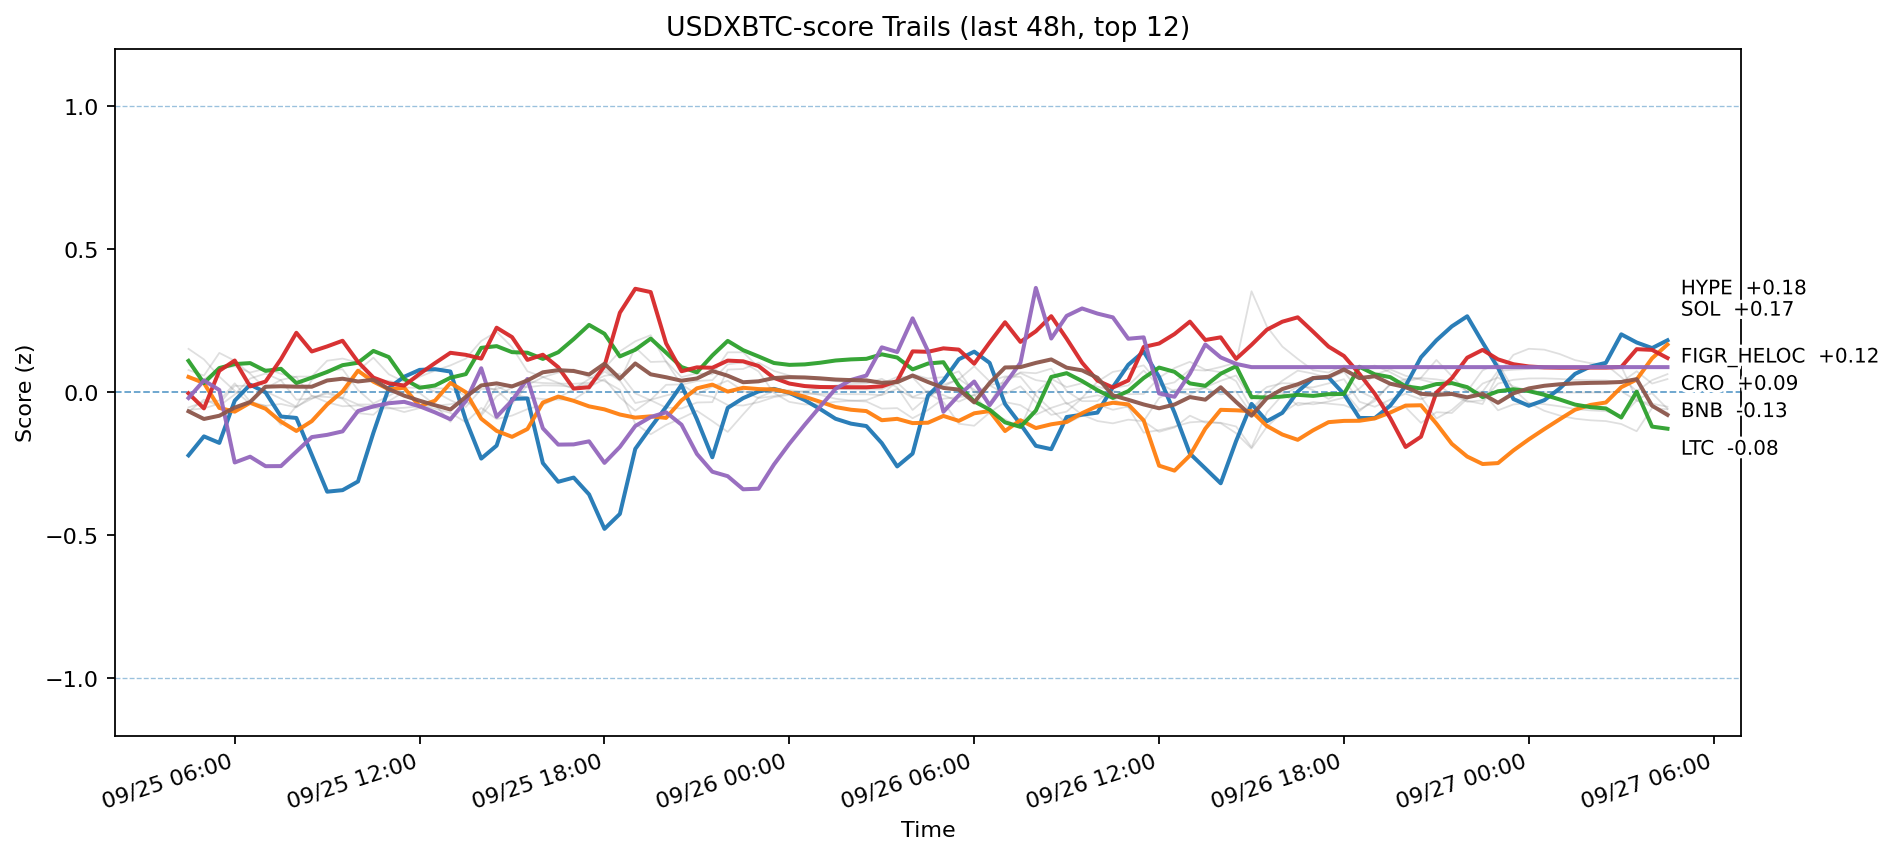 USDXBTC-score Trails (last 48h, top 12)
Score (z)
1.0
0.5
0.0
−0.5
−1.0
HYPE +0.18
SOL +0.17
FIGR_HELOC +0.12
CRO +0.09
BNB -0.13
LTC -0.08
09/25 06:00
09/25 12:00
09/25 18:00
09/26 00:00
09/26 06:00
09/26 12:00
09/26 18:00
09/27 00:00
09/27 06:00
Time